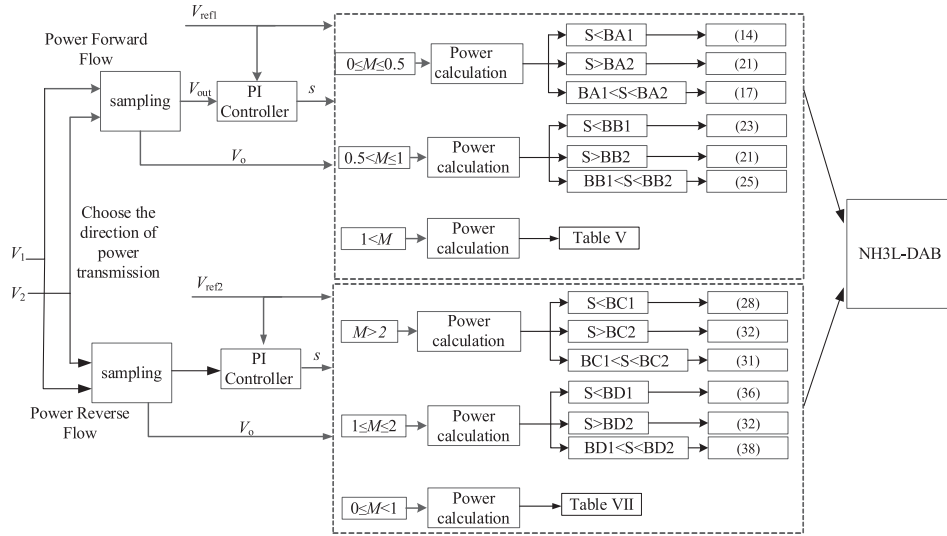 Power Forward
Flow
V1
V2
sampling
Vout
Vo
Vref1
PI
Controller
s
0≤M≤0.5
Power
calculation
S<BA1
(14)
S>BA2
(21)
BA1<S<BA2
(17)
0.5<M≤1
Power
calculation
S<BB1
(23)
S>BB2
(21)
BB1<S<BB2
(25)
1<M
Power
calculation
Table V
Choose the
direction of
power
transmission
NH3L-DAB
Vref2
sampling
PI
Controller
s
Power Reverse
Flow
Vo
M>2
Power
calculation
S<BC1
(28)
S>BC2
(32)
BC1<S<BC2
(31)
1≤M≤2
Power
calculation
S<BD1
(36)
S>BD2
(32)
BD1<S<BD2
(38)
0≤M<1
Power
calculation
Table VII